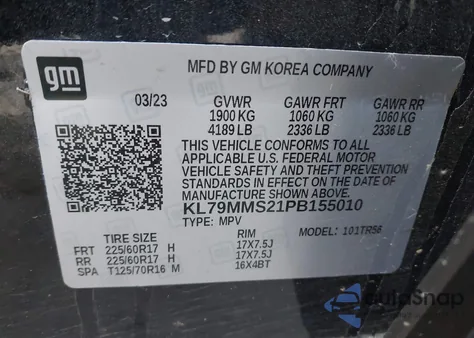 gm
MFD BY GM KOREA COMPANY
03/23 GVWR GAWR FRT GAWR RR
1900 KG 1060 KG 1060 KG
4189 LB 2336 LB 2336 LB
THIS VEHICLE CONFORMS TO ALL
APPLICABLE U.S. FEDERAL MOTOR
VEHICLE SAFETY AND THEFT PREVENTION
STANDARDS IN EFFECT ON THE DATE OF
MANUFACTURE SHOWN ABOVE.
KL79MMS21PB155010
TYPE: MPV
TIRE SIZE RIM MODEL: 101TR56
FRT 225/60R17 H 17X7.5J
RR 225/60R17 H 17X7.5J
SPA T125/70R16 M 16X4BT
AutoSnap